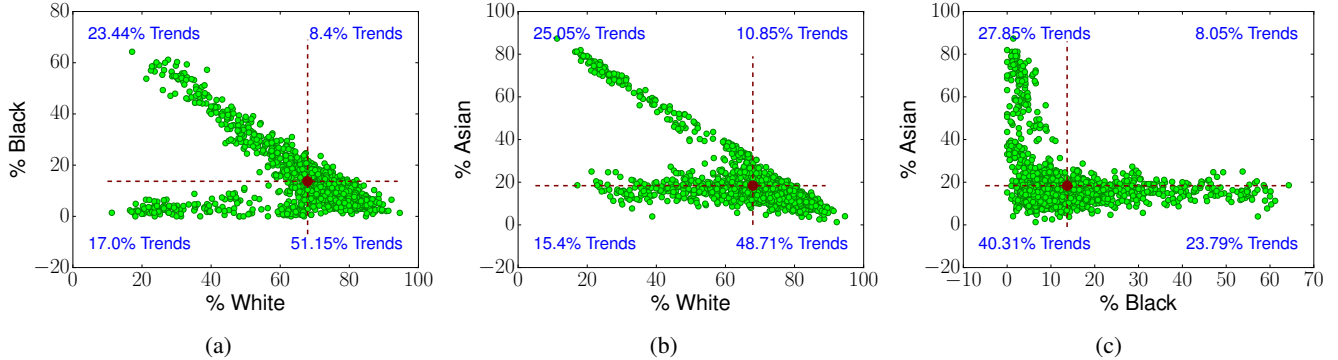 80
60
40
20
0
−20
0
20
40
60
80
100
% Black
% White
23.44% Trends
8.4% Trends
17.0% Trends
51.15% Trends
(a)
100
80
60
40
20
0
−20
0
20
40
60
80
100
% Asian
% White
25.05% Trends
10.85% Trends
15.4% Trends
48.71% Trends
(b)
100
80
60
40
20
0
−20
−10
0
10
20
30
40
50
60
70
% Asian
% Black
27.85% Trends
8.05% Trends
40.31% Trends
23.79% Trends
(c)